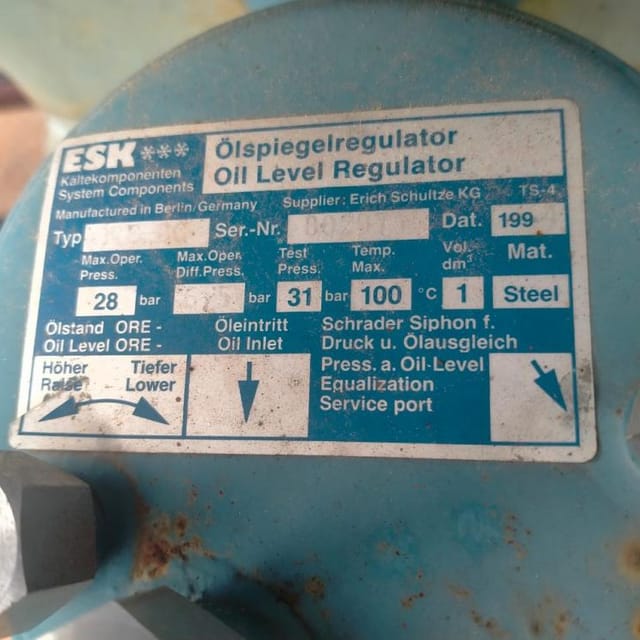 ESK ***
Kältekomponenten
System Components
Ölspiegelregulator
Oil Level Regulator
Manufactured in Berlin, Germany
Supplier: Erich Schultze KG
TS-4
Typ
Ser.-Nr.
Dat. 199
Max.Oper. Press.
Max.Oper. Diff.Press.
Test Press.
Temp. Max.
Vol. dm³
Mat.
28 bar
bar
31 bar
100 °C
1
Steel
Ölstand ORE -
Oil Level ORE -
Höher Tiefer
Raise Lower
Öleintritt
Oil Inlet
Schrader Siphon f.
Druck u. Ölausgleich
Press. a. Oil-Level
Equalization
Service port